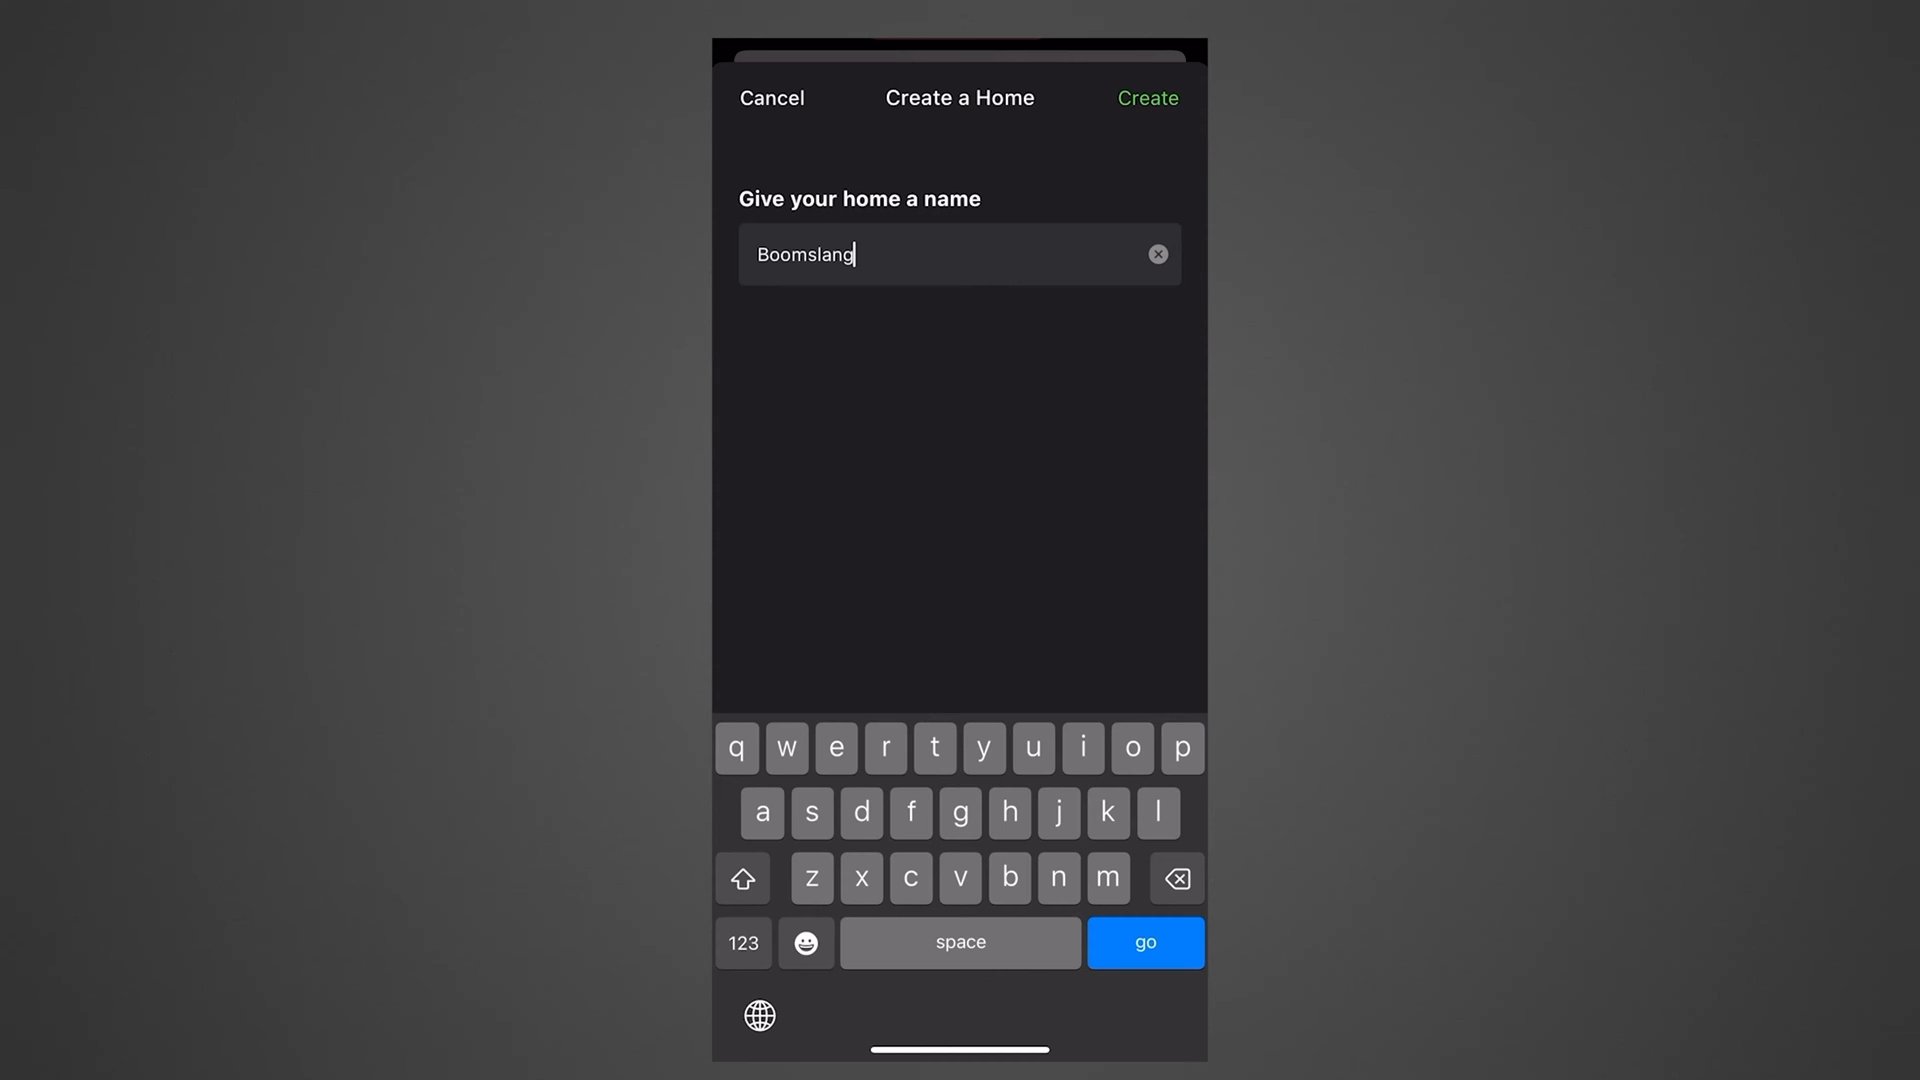 Cancel Create a Home Create
Give your home a name
Boomslang
q w e r t y u i o p
a s d f g h j k l
z x c v b n m
123 space go